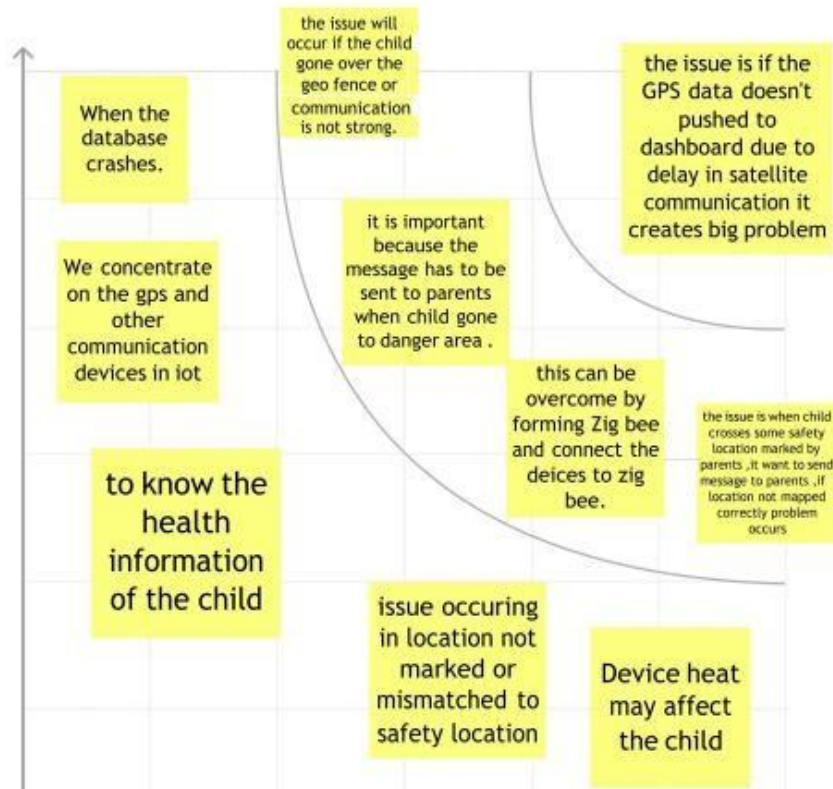 the issue will
occur if the child
gone over the
geo fence or
communication
is not strong.
When the
database
crashes.
the issue is if the
GPS data doesn't
pushed to
dashboard due to
delay in satellite
communication it
creates big problem
it is important
because the
message has to be
sent to parents
when child gone
to danger area .
We concentrate
on the gps and
other
communication
devices in iot
this can be
overcome by
forming Zig bee
and connect the
deices to zig
bee.
the issue is when child
crosses some safety
location marked by
parents ,it want to send
message to parents ,if
location not mapped
correctly problem
occurs
to know the
health
information
of the child
issue occuring
in location not
marked or
mismatched to
safety location
Device heat
may affect
the child